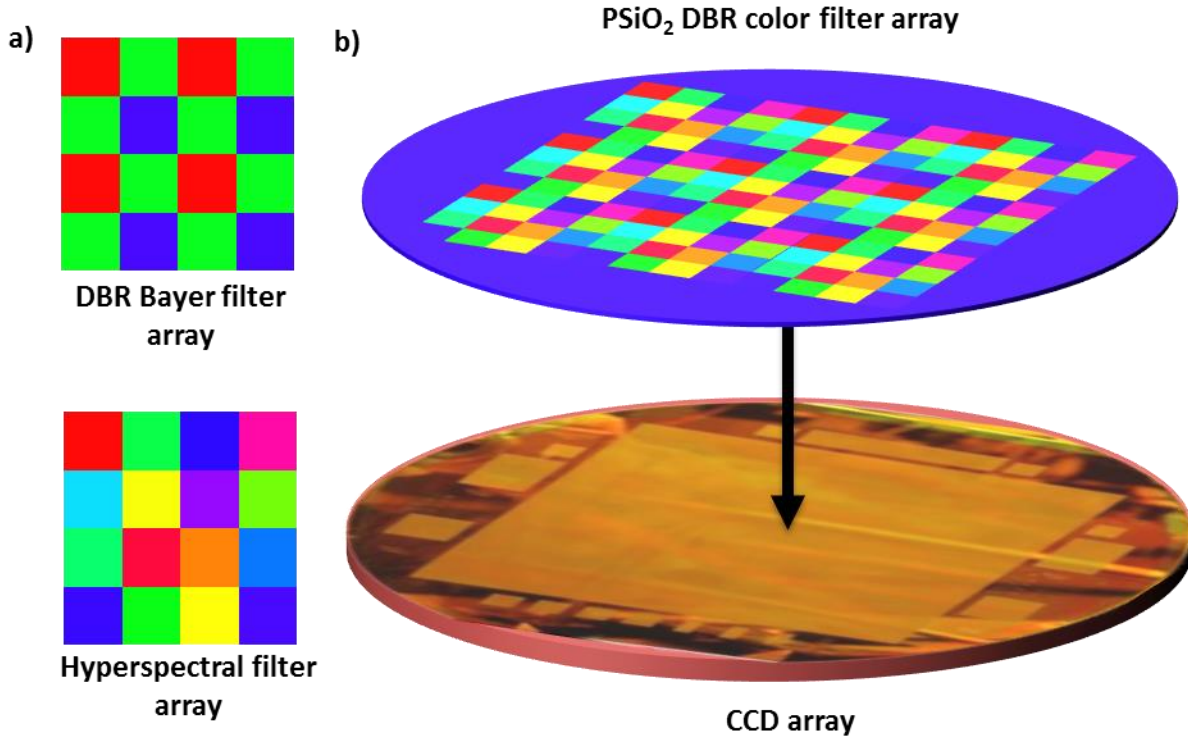 a)
DBR Bayer filter
array
Hyperspectral filter
array
b)
PSiO₂ DBR color filter array
CCD array